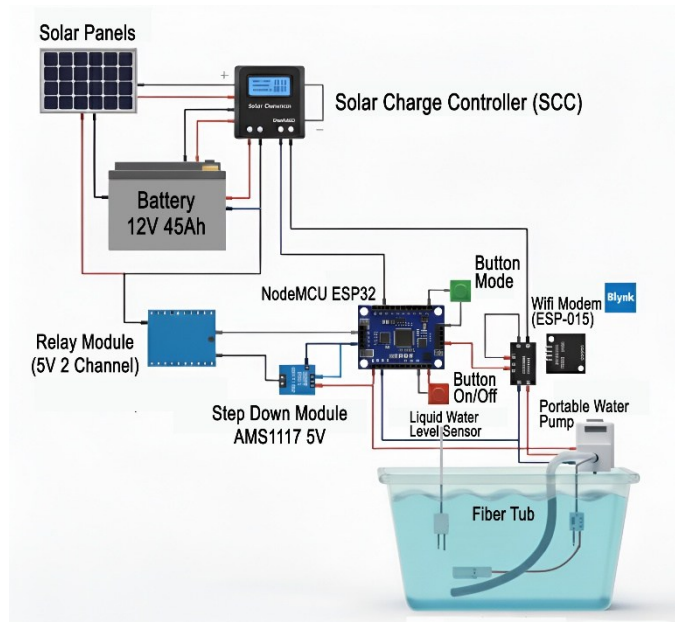 Solar Panels
+
Solar Charge Controller (SCC)
−
Battery
12V 45Ah
NodeMCU ESP32
Button
Mode
Wifi Modem
(ESP-015)
Blynk
Relay Module
(5V 2 Channel)
Step Down Module
AMS1117 5V
Button
On/Off
Liquid Water
Level Sensor
Portable Water
Pump
Fiber Tub